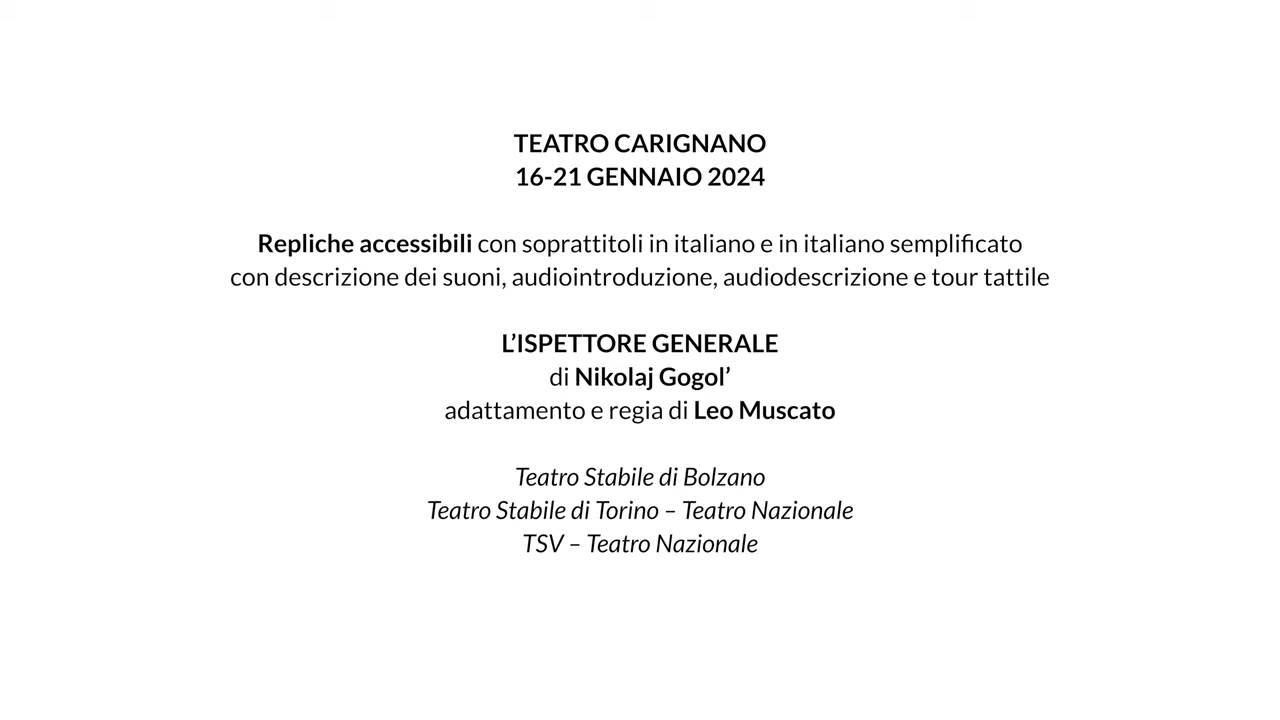 TEATRO CARIGNANO
16-21 GENNAIO 2024
Repliche accessibili con soprattitoli in italiano e in italiano semplificato
con descrizione dei suoni, audiointroduzione, audiodescrizione e tour tattile
L’ISPETTORE GENERALE
di Nikolaj Gogol’
adattamento e regia di Leo Muscato
Teatro Stabile di Bolzano
Teatro Stabile di Torino – Teatro Nazionale
TSV – Teatro Nazionale